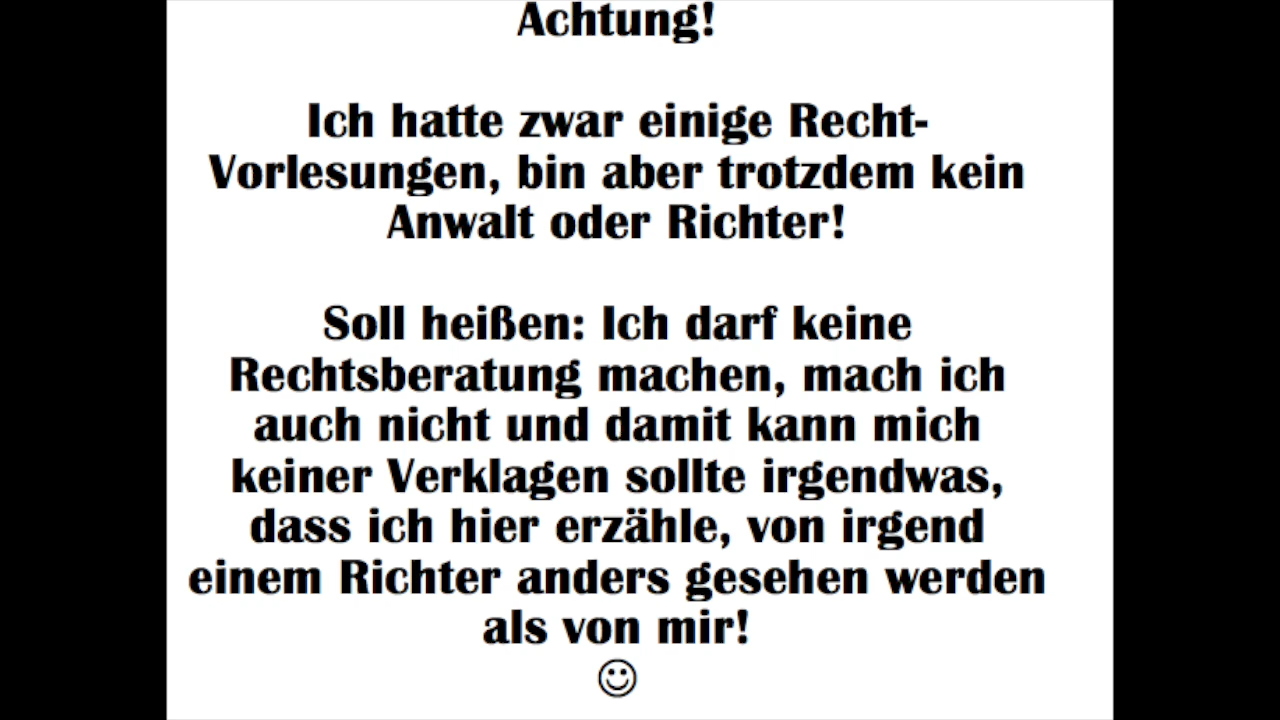 Achtung!
Ich hatte zwar einige Recht-
Vorlesungen, bin aber trotzdem kein
Anwalt oder Richter!
Soll heißen: Ich darf keine
Rechtsberatung machen, mach ich
auch nicht und damit kann mich
keiner Verklagen sollte irgendwas,
dass ich hier erzähle, von irgend
einem Richter anders gesehen werden
als von mir!
☺